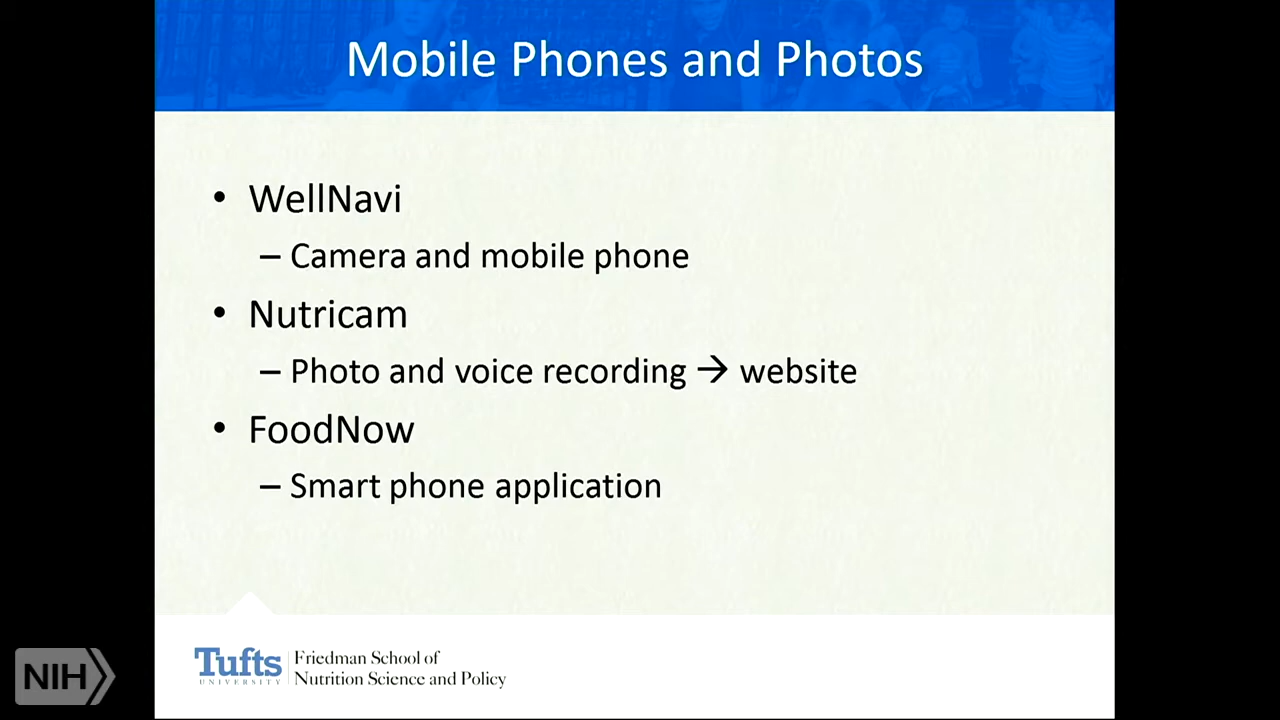 Mobile Phones and Photos
• WellNavi
– Camera and mobile phone
• Nutricam
– Photo and voice recording → website
• FoodNow
– Smart phone application
Tufts
UNIVERSITY
Friedman School of
Nutrition Science and Policy
NIH